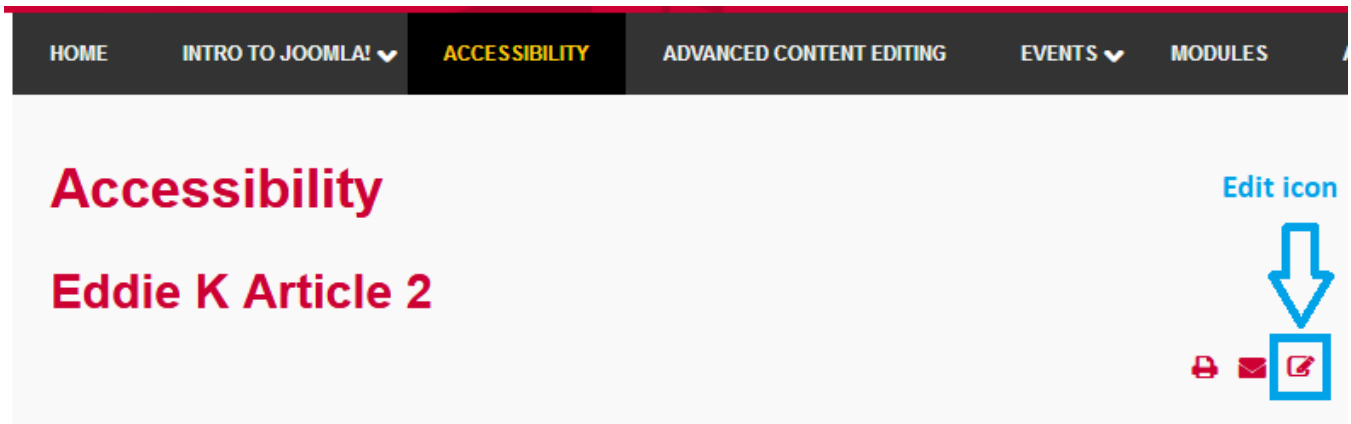 HOME INTRO TO JOOMLA! ACCESSIBILITY ADVANCED CONTENT EDITING EVENTS MODULES A
Accessibility
Edit icon
Eddie K Article 2